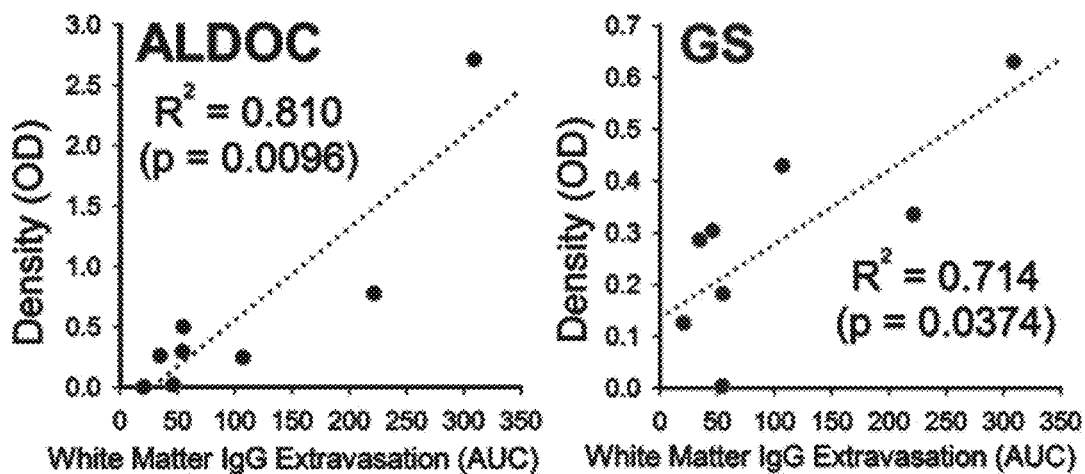 ALDOC
R² = 0.810
(p = 0.0096)
Density (OD)
3.0
2.5
2.0
1.5
1.0
0.5
0.0
0 50 100 150 200 250 300 350
White Matter IgG Extravasation (AUC)
GS
R² = 0.714
(p = 0.0374)
Density (OD)
0.7
0.6
0.5
0.4
0.3
0.2
0.1
0.0
0 50 100 150 200 250 300 350
White Matter IgG Extravasation (AUC)